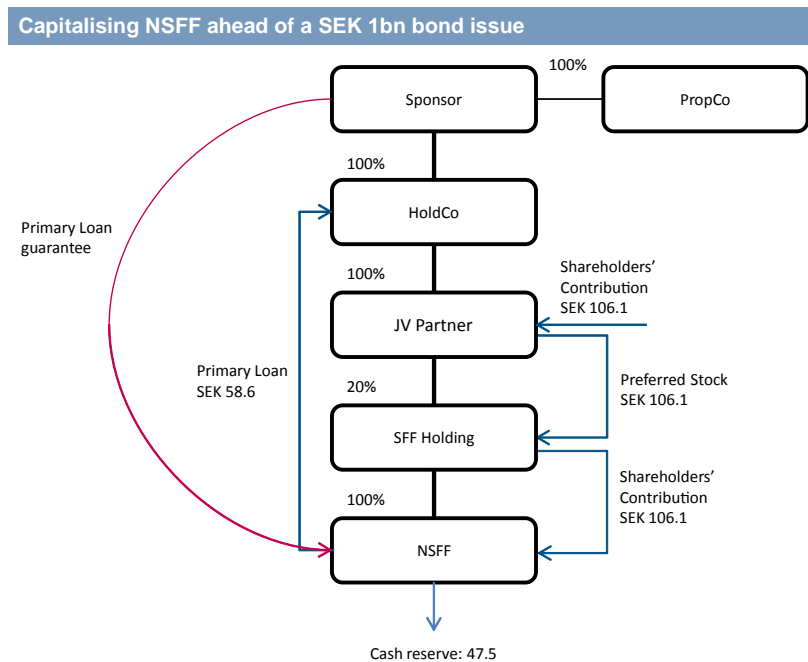 Capitalising NSFF ahead of a SEK 1bn bond issue
100%
Sponsor
PropCo
100%
HoldCo
Primary Loan
guarantee
100%
Shareholders’
Contribution
SEK 106.1
JV Partner
Primary Loan
SEK 58.6
20%
Preferred Stock
SEK 106.1
SFF Holding
100%
Shareholders’
Contribution
SEK 106.1
NSFF
Cash reserve: 47.5